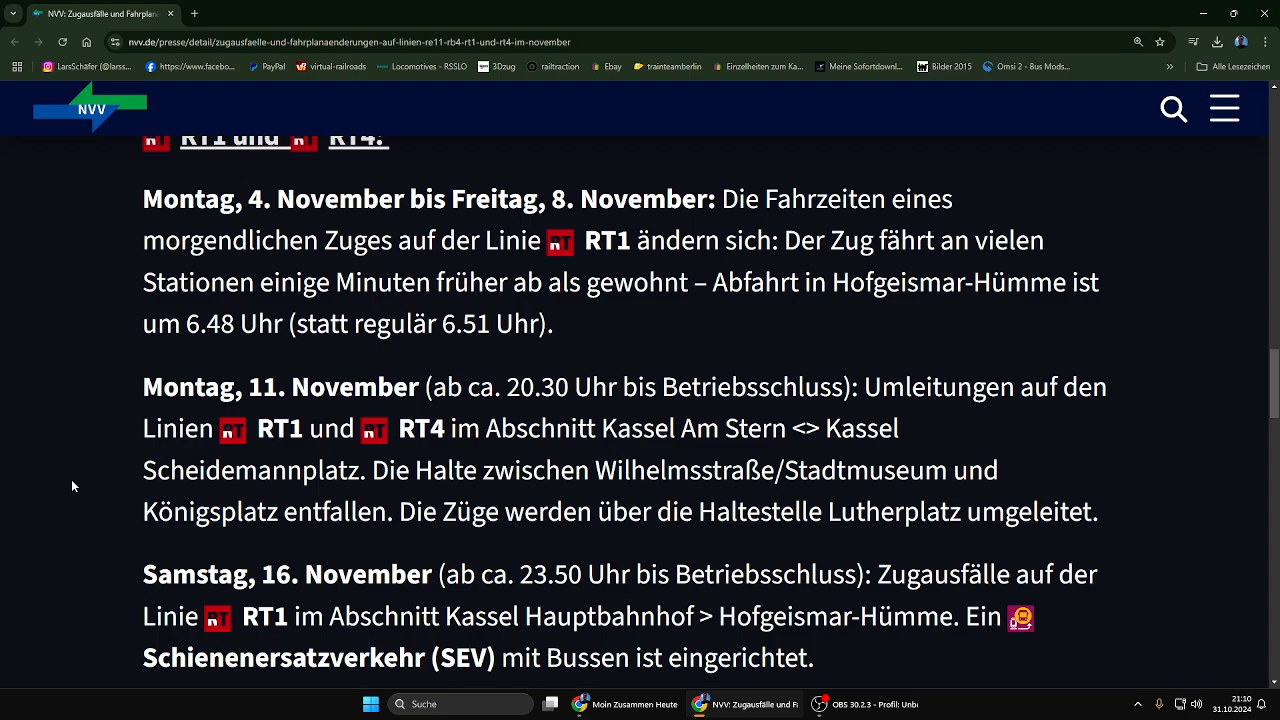 NVV: Zugausfälle und Fahrplan
nvv.de/presse/detail/zugausfaelle-und-fahrplanaenderungen-auf-linien-re11-rb4-rt1-und-rt4-im-november
LarsSchäfer (@larss... https://www.facebo... PayPal virtual-railroads Locomotives - RSSLO 3Dzug railtraction Ebay trainteamberlin Einzelzeiten zum Ka... Meine Sofortdownl... Bilder 2015 Omsi 2 - Bus Mods... » Alle Lesezeichen
NVV
RT RT1 und RT RT4:
Montag, 4. November bis Freitag, 8. November: Die Fahrzeiten eines
morgendlichen Zuges auf der Linie RT RT1 ändern sich: Der Zug fährt an vielen
Stationen einige Minuten früher ab als gewohnt – Abfahrt in Hofgeismar-Hümme ist
um 6.48 Uhr (statt regulär 6.51 Uhr).
Montag, 11. November (ab ca. 20.30 Uhr bis Betriebsschluss): Umleitungen auf den
Linien RT RT1 und RT RT4 im Abschnitt Kassel Am Stern <> Kassel
Scheidemannplatz. Die Halte zwischen Wilhelmsstraße/Stadtmuseum und
Königsplatz entfallen. Die Züge werden über die Haltestelle Lutherplatz umgeleitet.
Samstag, 16. November (ab ca. 23.50 Uhr bis Betriebsschluss): Zugausfälle auf der
Linie RT RT1 im Abschnitt Kassel Hauptbahnhof > Hofgeismar-Hümme. Ein
Schienenersatzverkehr (SEV) mit Bussen ist eingerichtet.
Suche Moin Zusammen Heute NVV: Zugausfälle und Fa OBS 30.2.3 - Profil: Unb 21:10
31.10.2024